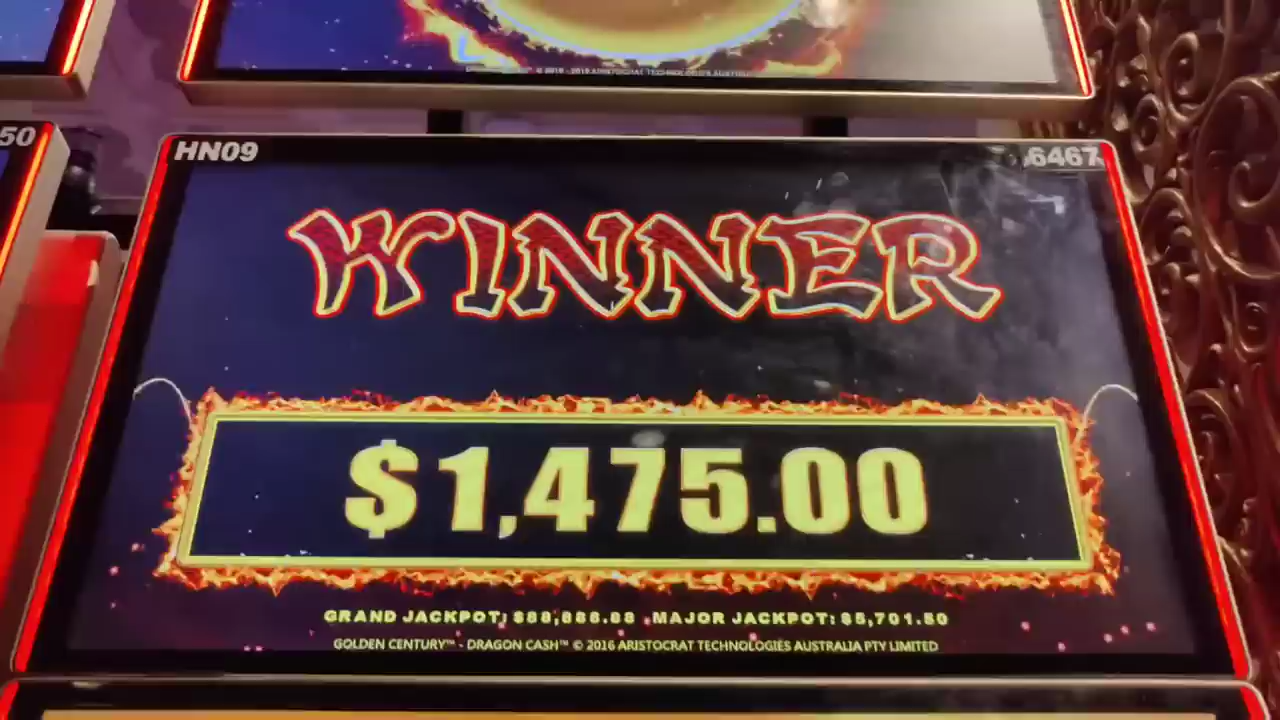 50
HN09
6467
WINNER
$1,475.00
GRAND JACKPOT: $88,888.88 MAJOR JACKPOT: $5,701.50
GOLDEN CENTURY™ - DRAGON CASH™ © 2016 ARISTOCRAT TECHNOLOGIES AUSTRALIA PTY LIMITED